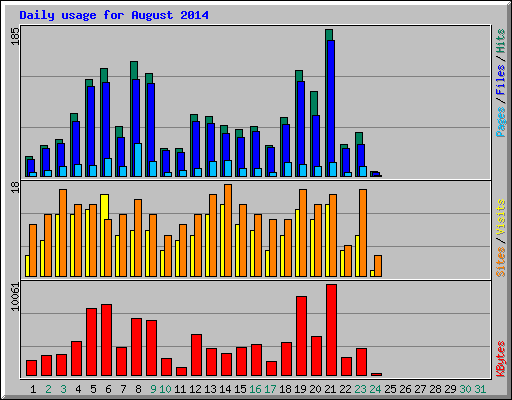 Daily usage for August 2014
185
Pages / Files / Hits
18
Sites / Visits
10061
KBytes
1 2 3 4 5 6 7 8 9 10 11 12 13 14 15 16 17 18 19 20 21 22 23 24 25 26 27 28 29 30 31